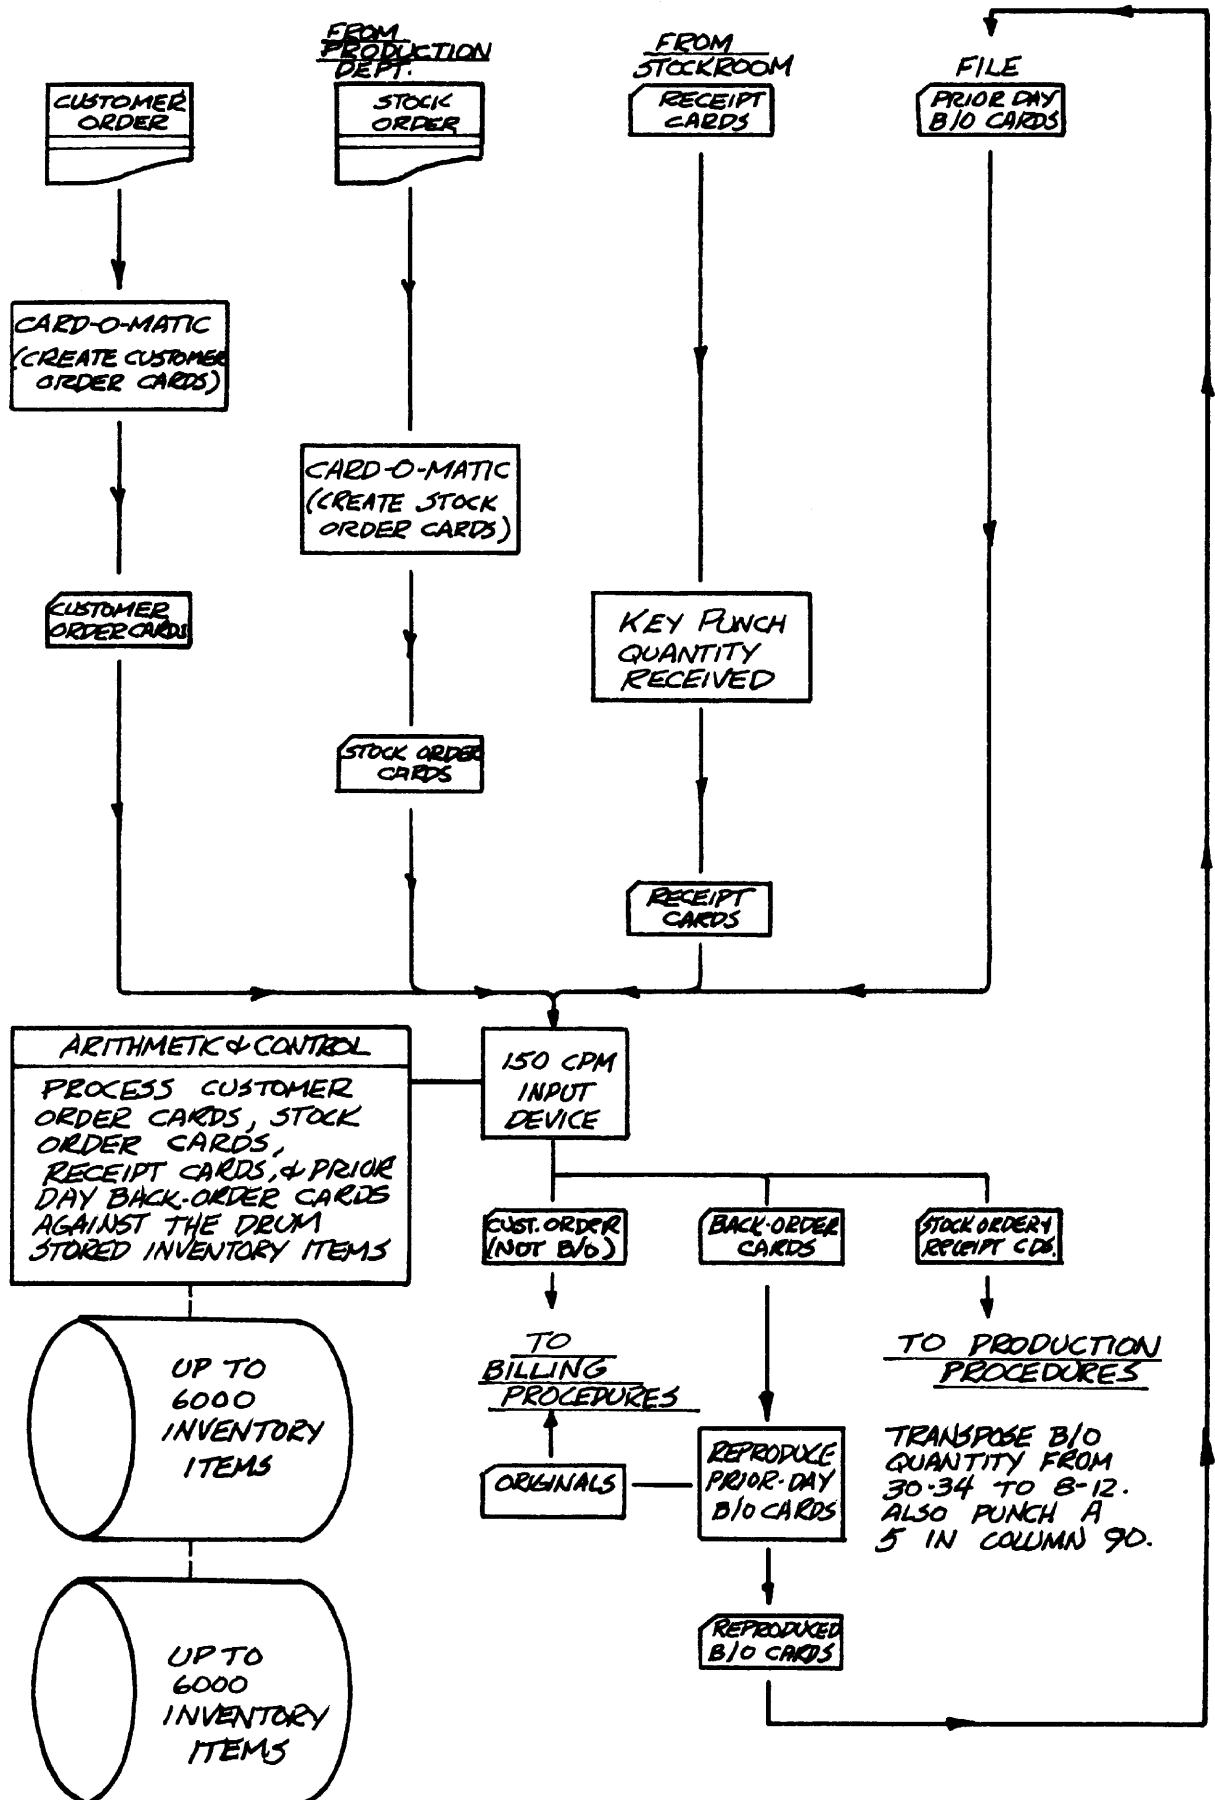 CUSTOMER
ORDER
FROM
PRODUCTION
DEPT.
STOCK
ORDER
FROM
STOCKROOM
RECEIPT
CARDS
FILE
PRIOR DAY
B/O CARDS
CARD-O-MATIC
(CREATE CUSTOMER
ORDER CARDS)
CARD-O-MATIC
(CREATE STOCK
ORDER CARDS)
CUSTOMER
ORDER CARDS
KEY PUNCH
QUANTITY
RECEIVED
STOCK ORDER
CARDS
RECEIPT
CARDS
ARITHMETIC & CONTROL
PROCESS CUSTOMER
ORDER CARDS, STOCK
ORDER CARDS,
RECEIPT CARDS, & PRIOR
DAY BACK-ORDER CARDS
AGAINST THE DRUM
STORED INVENTORY ITEMS
150 CPM
INPUT
DEVICE
CUST. ORDER
(NOT B/O)
BACK-ORDER
CARDS
STOCK ORDER &
RECEIPT CDS.
TO
BILLING
PROCEDURES
TO PRODUCTION
PROCEDURES
ORIGINALS
REPRODUCE
PRIOR-DAY
B/O CARDS
TRANSPOSE B/O
QUANTITY FROM
30-34 TO 8-12.
ALSO PUNCH A
5 IN COLUMN 90.
REPRODUCED
B/O CARDS
UP TO
6000
INVENTORY
ITEMS
UP TO
6000
INVENTORY
ITEMS